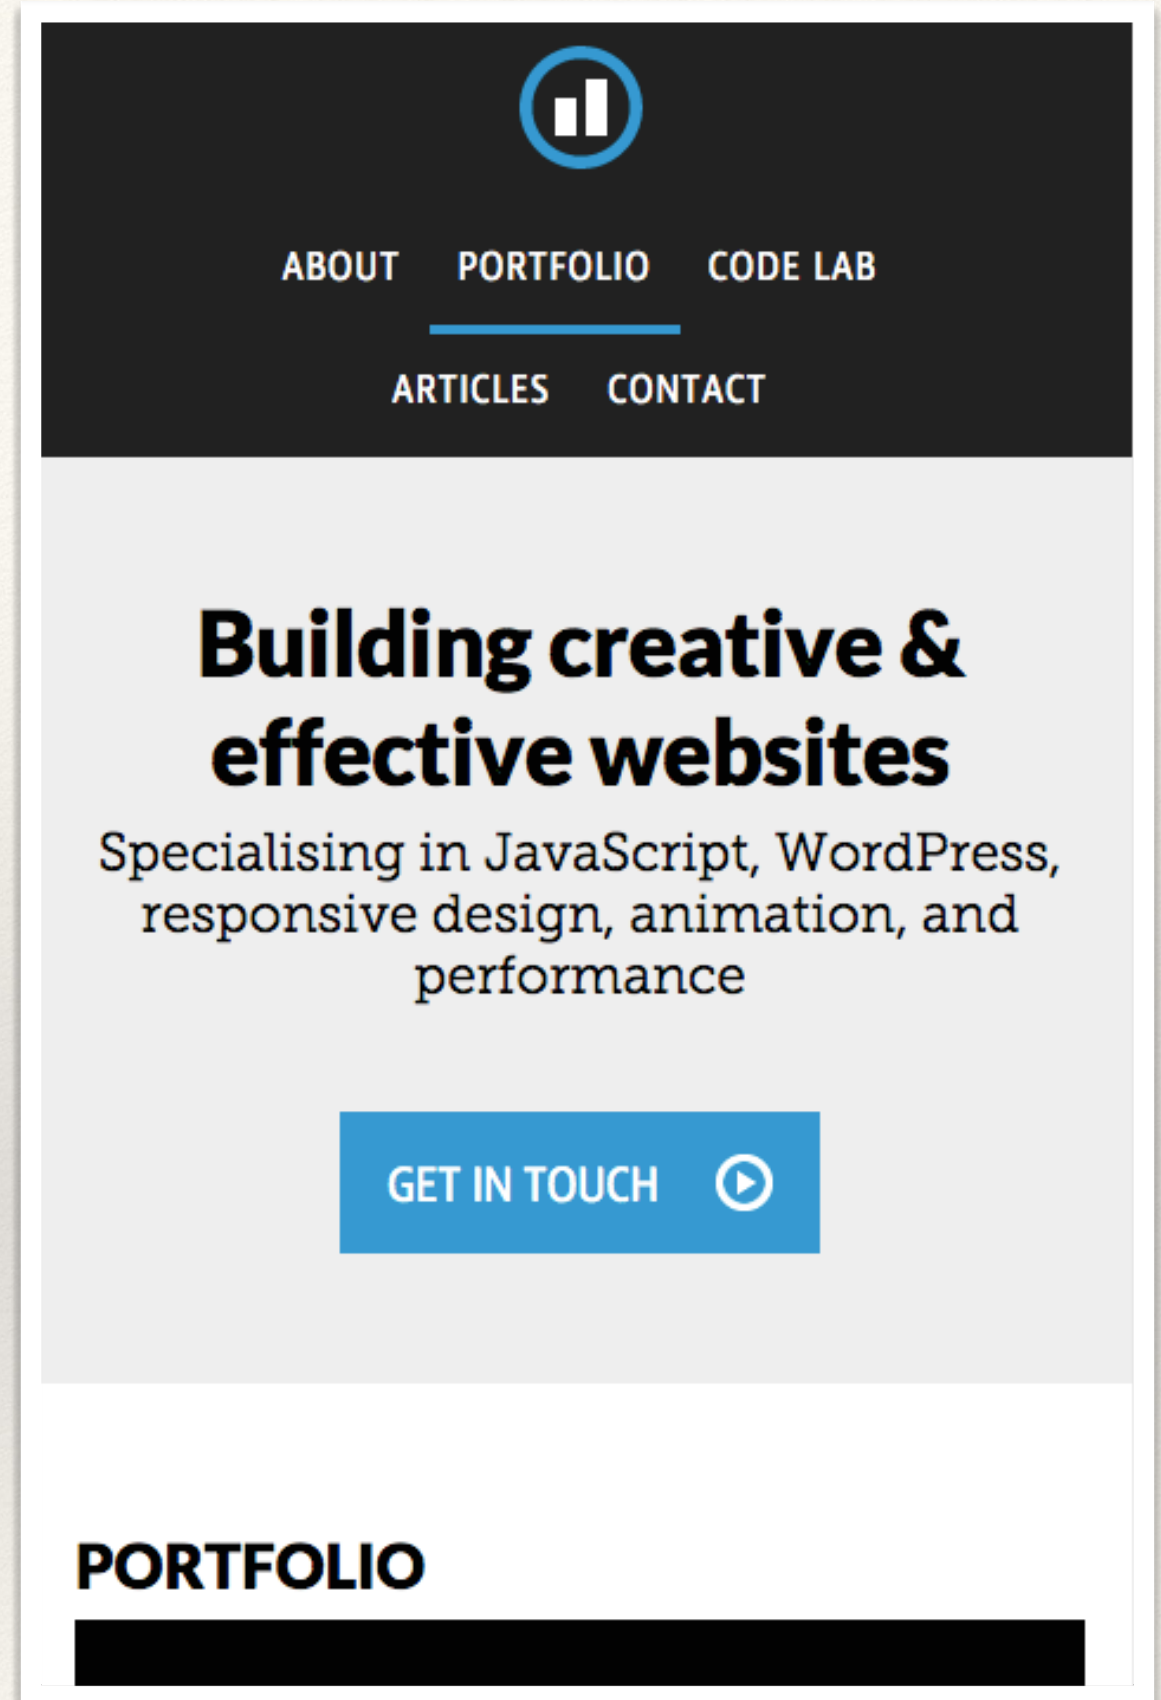 ABOUT PORTFOLIO CODE LAB
ARTICLES CONTACT
Building creative &
effective websites
Specialising in JavaScript, WordPress,
responsive design, animation, and
performance
GET IN TOUCH
PORTFOLIO